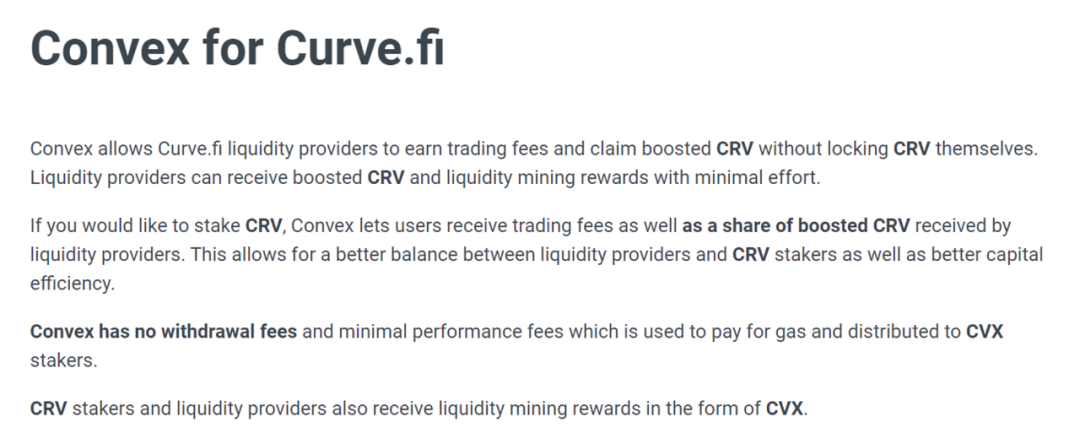 Convex for Curve.fi
Convex allows Curve.fi liquidity providers to earn trading fees and claim boosted CRV without locking CRV themselves.
Liquidity providers can receive boosted CRV and liquidity mining rewards with minimal effort.
If you would like to stake CRV, Convex lets users receive trading fees as well as a share of boosted CRV received by
liquidity providers. This allows for a better balance between liquidity providers and CRV stakers as well as better capital
efficiency.
Convex has no withdrawal fees and minimal performance fees which is used to pay for gas and distributed to CVX
stakers.
CRV stakers and liquidity providers also receive liquidity mining rewards in the form of CVX.